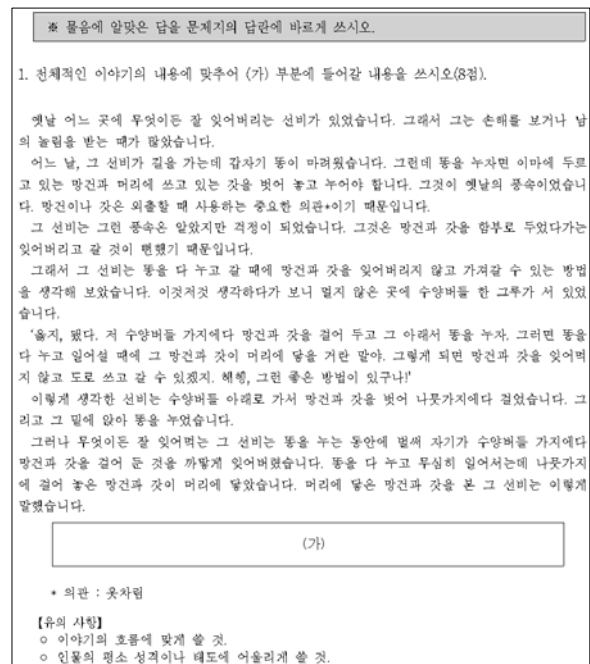 ※ 물음에 알맞은 답을 문제지의 답란에 바르게 쓰시오.
1. 전체적인 이야기의 내용에 맞추어 (가) 부분에 들어갈 내용을 쓰시오(8점).
옛날 어느 곳에 무엇이든 잘 잊어버리는 선비가 있었습니다. 그래서 그는 손해를 보거나 남
의 놀림을 받는 때가 많았습니다.
어느 날, 그 선비가 길을 가는데 갑자기 똥이 마려웠습니다. 그런데 똥을 누자면 이마에 두르
고 있는 망건과 머리에 쓰고 있는 갓을 벗어 놓고 누어야 합니다. 그것이 옛날의 풍속이었습니
다. 망건이나 갓은 외출할 때 사용하는 중요한 의관*이기 때문입니다.
그 선비는 그런 풍속은 알았지만 걱정이 되었습니다. 그것은 망건과 갓을 함부로 두었다가는
잊어버리고 갈 것이 뻔했기 때문입니다.
그래서 그 선비는 똥을 다 누고 갈 때에 망건과 갓을 잊어버리지 않고 가져갈 수 있는 방법
을 생각해 보았습니다. 이것저것 생각하다가 보니 멀지 않은 곳에 수양버들 한 그루가 서 있었
습니다.
‘옳지, 됐다. 저 수양버들 가지에다 망건과 갓을 걸어 두고 그 아래서 똥을 누자. 그러면 똥을
다 누고 일어설 때에 그 망건과 갓이 머리에 닿을 거란 말야. 그렇게 되면 망건과 갓을 잊어먹
지 않고 도로 쓰고 갈 수 있겠지. 헤헹, 그런 좋은 방법이 있구나!’
이렇게 생각한 선비는 수양버들 아래로 가서 망건과 갓을 벗어 나뭇가지에다 걸었습니다. 그
리고 그 밑에 앉아 똥을 누었습니다.
그러나 무엇이든 잘 잊어먹는 그 선비는 똥을 누는 동안에 벌써 자기가 수양버들 가지에다
망건과 갓을 걸어 둔 것을 까맣게 잊어버렸습니다. 똥을 다 누고 무심히 일어서는데 나뭇가지
에 걸어 놓은 망건과 갓이 머리에 닿았습니다. 머리에 닿은 망건과 갓을 본 그 선비는 이렇게
말했습니다.
(가)
* 의관 : 옷차림
【유의 사항】
○ 이야기의 흐름에 맞게 쓸 것.
○ 인물의 평소 성격이나 태도에 어울리게 쓸 것.